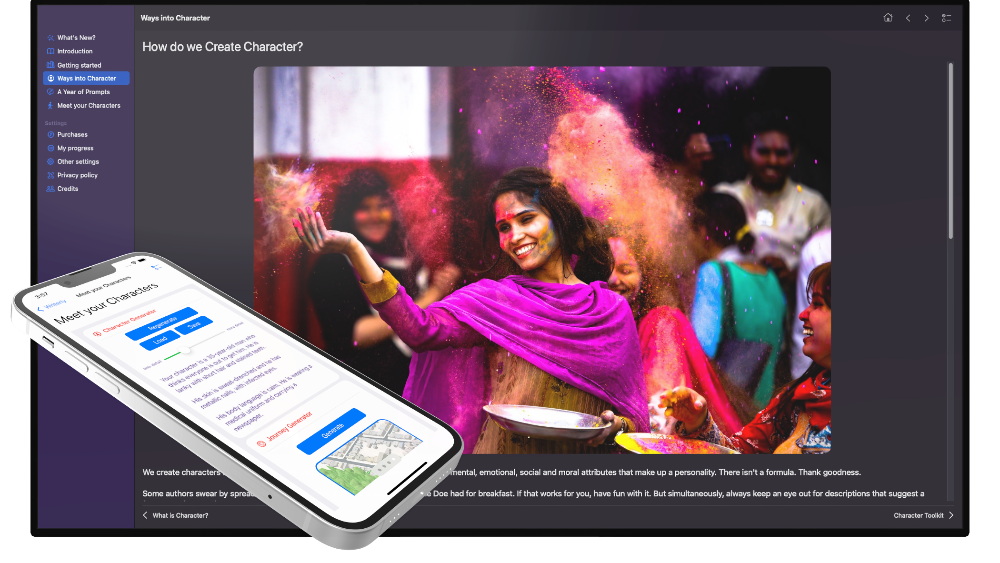 Ways into Character
What's New?
Introduction
Getting started
Ways into Character
A Year of Prompts
Meet your Characters
Settings
Purchases
My progress
Other settings
Privacy policy
Credits
How do we Create Character?
We create characters
mental, emotional, social and moral attributes that make up a personality. There isn't a formula. Thank goodness.
Some authors swear by
Doe had for breakfast. If that works for you, have fun with it. But simultaneously, always keep an eye out for descriptions that suggest a
What is Character?
Character Toolkit
3:07
Meet your Characters
Meet your Characters
Character Generator
Regenerate
Load
Save
Your character is a 30-year-old man who
thinks everyone is out to get him. He is
lanky with short hair and stained teeth.
His skin is sweat-drenched and he has
metallic nails, with infected eyes.
His body language is calm. He is wearing a
medical uniform and carrying a
newspaper.
Journey Generator
Generate